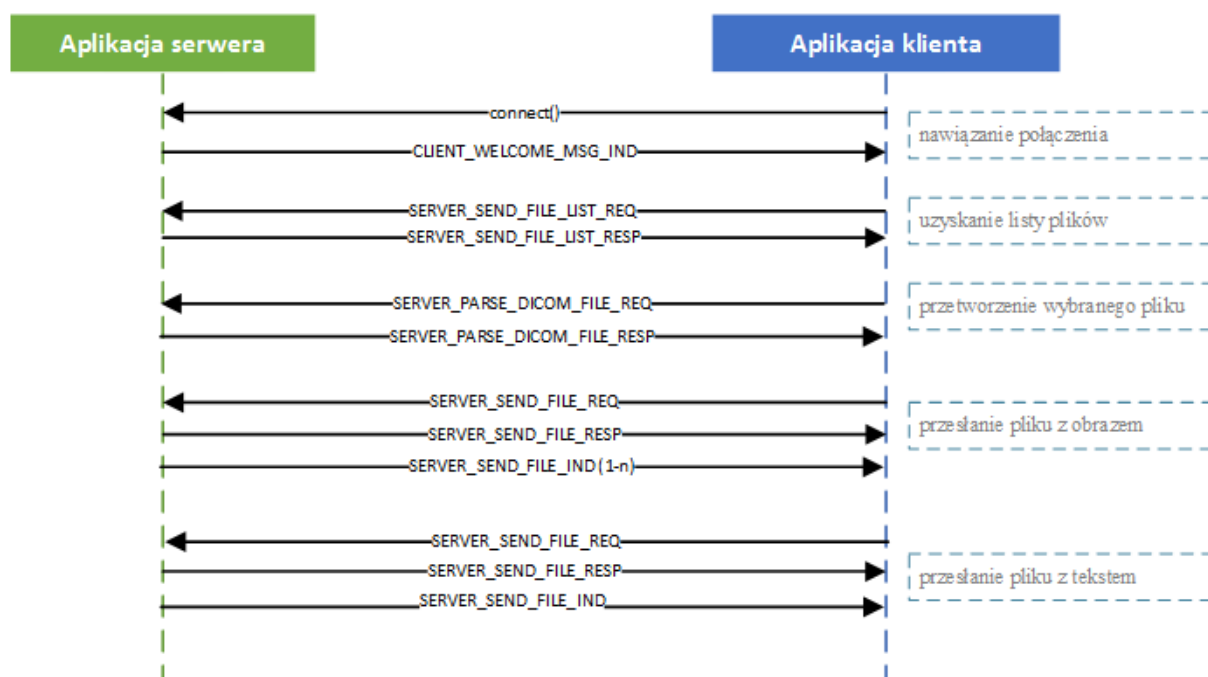 Aplikacja serwera
Aplikacja klienta
connect()
nawiązanie połączenia
CLIENT_WELCOME_MSG_IND
SERVER_SEND_FILE_LIST_REQ
uzyskanie listy plików
SERVER_SEND_FILE_LIST_RESP
SERVER_PARSE_DICOM_FILE_REQ
przetworzenie wybranego pliku
SERVER_PARSE_DICOM_FILE_RESP
SERVER_SEND_FILE_REQ
przesłanie pliku z obrazem
SERVER_SEND_FILE_RESP
SERVER_SEND_FILE_IND (1-n)
SERVER_SEND_FILE_REQ
SERVER_SEND_FILE_RESP
przesłanie pliku z tekstem
SERVER_SEND_FILE_IND